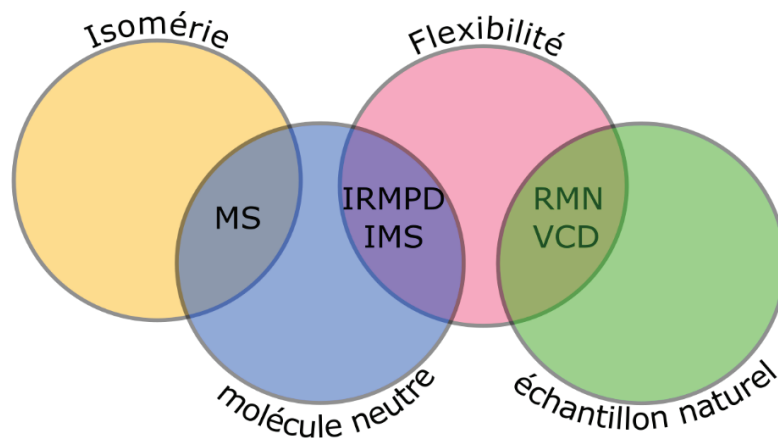 Isomérie
Flexibilité
MS
IRMPD
IMS
RMN
VCD
molécule neutre
échantillon naturel